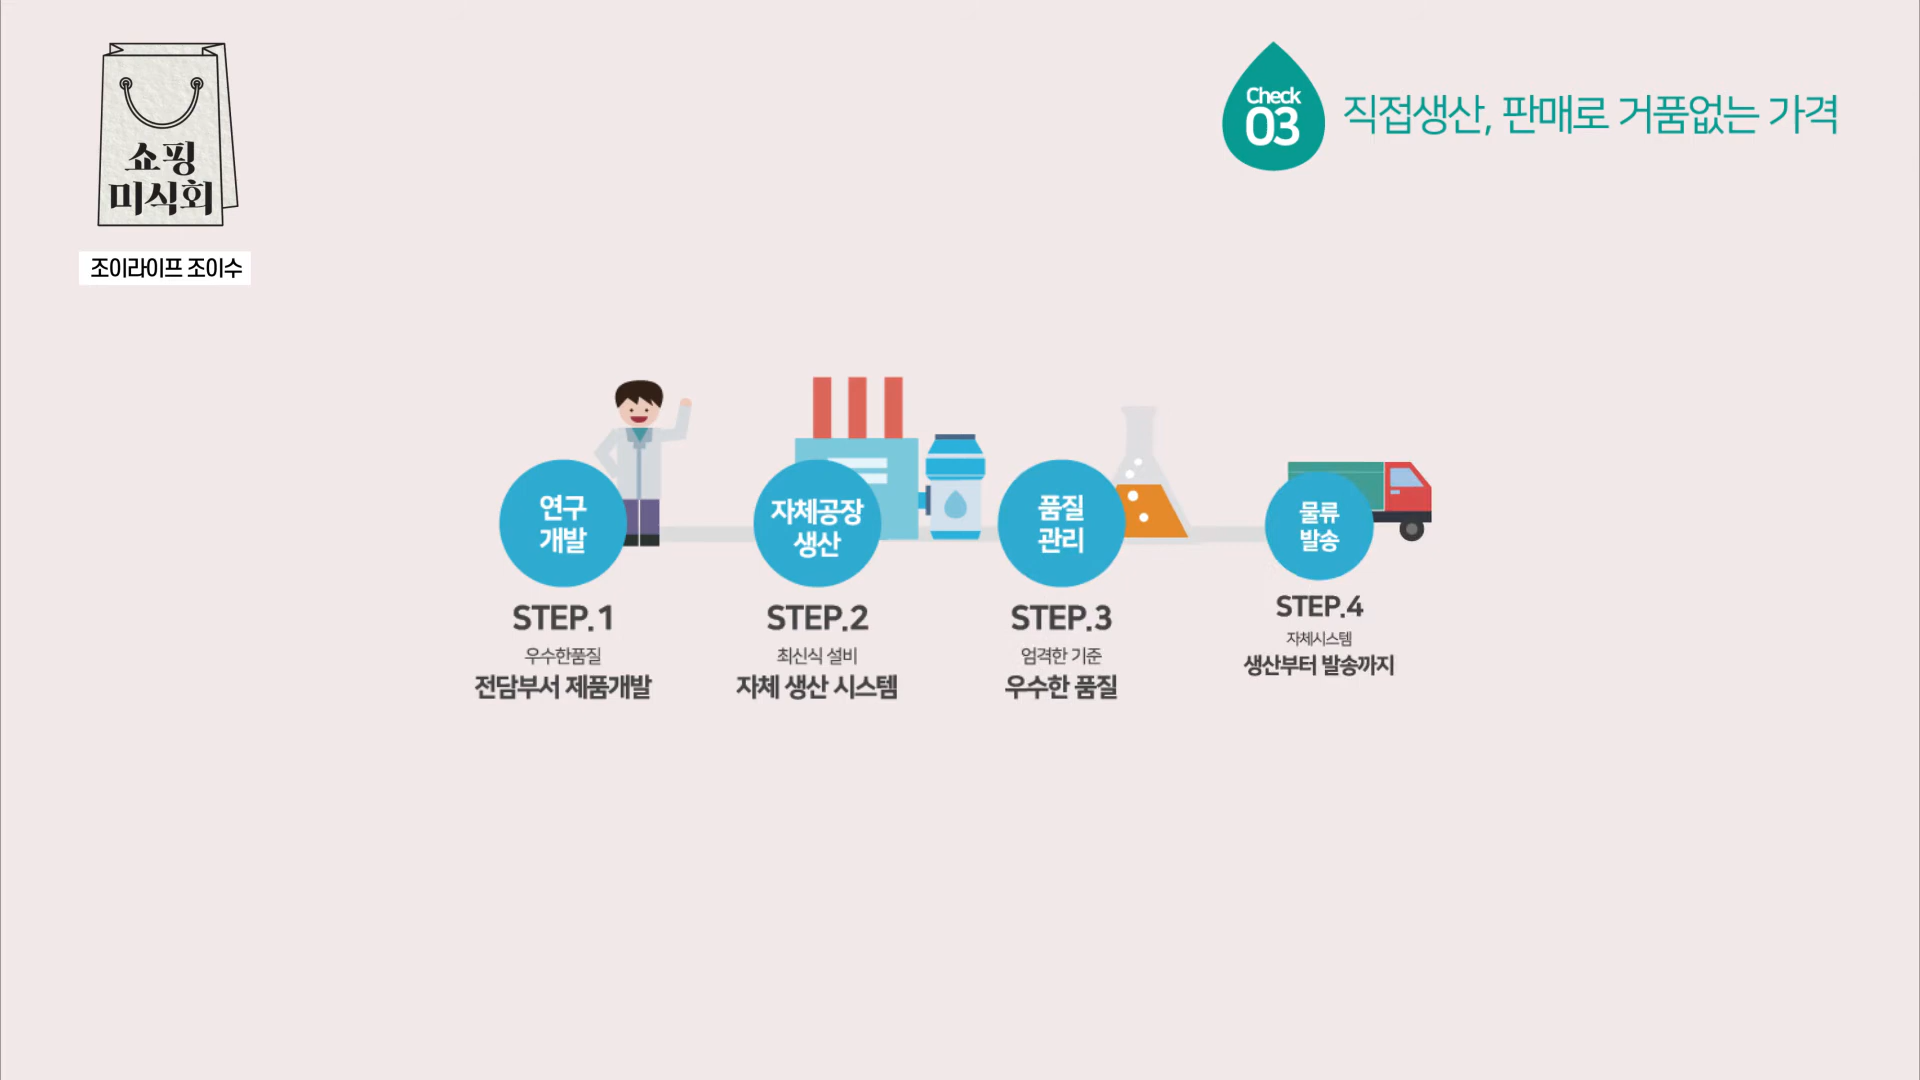 쇼핑
미식회
조이라이프 조이수
Check
03
직접생산, 판매로 거품없는 가격
연구
개발
STEP.1
우수한품질
전담부서 제품개발
자체공장
생산
STEP.2
최신식 설비
자체 생산 시스템
품질
관리
STEP.3
엄격한 기준
우수한 품질
물류
발송
STEP.4
자체시스템
생산부터 발송까지